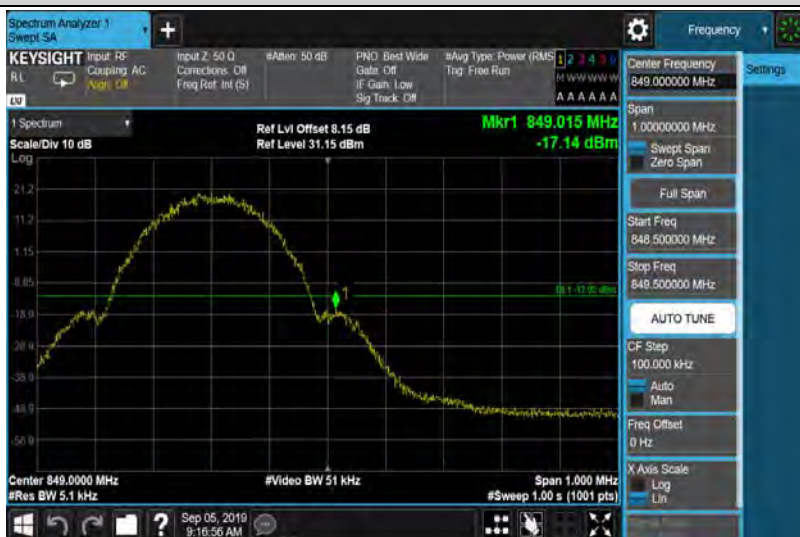 Spectrum Analyzer 1
Swept SA
+
Frequency
KEYSIGHT
Input: RF
Input Z: 50 Ω
#Atten: 50 dB
PNO: Best Wide
#Avg Type: Power (RMS
1 2 3 4 5 6
RL
Coupling: AC
Corrections: Off
Gate: Off
Trig: Free Run
M W W W W W
Align: Off
Freq Ref: Int (S)
IF Gain: Low
Sig Track: Off
A A A A A A
LXI
1 Spectrum
Scale/Div 10 dB
Ref Lvl Offset 8.15 dB
Ref Level 31.15 dBm
Mkr1 849.015 MHz
-17.14 dBm
Log
21.2
11.2
1.15
-8.85
-18.9
-28.9
-38.9
-48.9
-58.9
1
Center 849.0000 MHz
#Video BW 51 kHz
Span 1.000 MHz
#Res BW 5.1 kHz
#Sweep 1.00 s (1001 pts)
?
Sep 05, 2019
9:16:56 AM
Center Frequency
849.000000 MHz
Settings
Span
1.00000000 MHz
Swept Span
Zero Span
Full Span
Start Freq
848.500000 MHz
Stop Freq
849.500000 MHz
AUTO TUNE
CF Step
100.000 kHz
Auto
Man
Freq Offset
0 Hz
X Axis Scale
Log
Lin